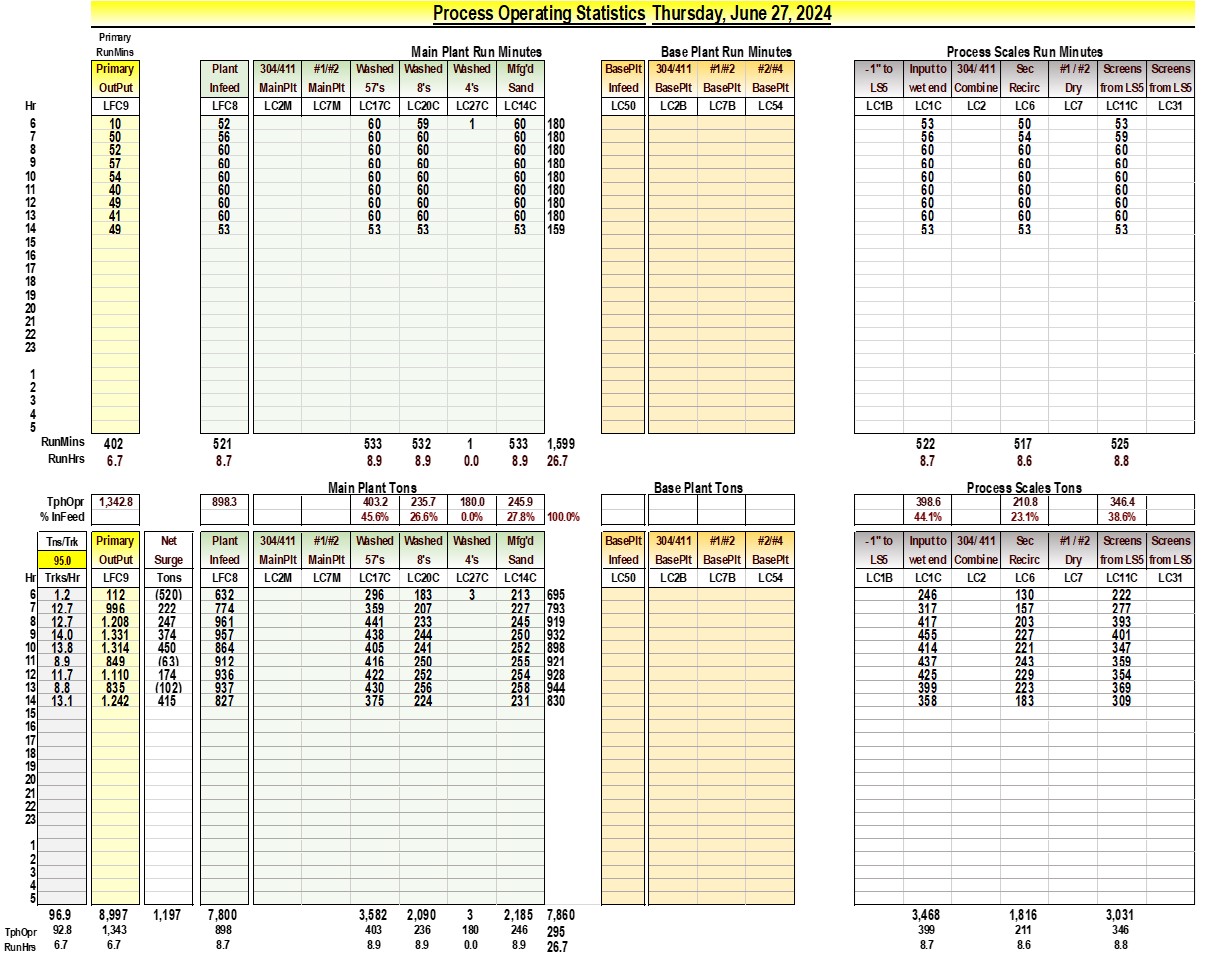 Process Operating Statistics Thursday, June 27, 2024
Primary
RunMins Main Plant Run Minutes Base Plant Run Minutes Process Scales Run Minutes
Primary Plant 304/411 #1/#2 Washed Washed Washed Mfg'd BasePlt 304/411 #1/#2 #2/#4 -1" to Input to 304/ 411 Sec #1 / #2 Screens Screens
OutPut Infeed MainPlt MainPlt 57's 8's 4's Sand Infeed BasePlt BasePlt BasePlt LS5 wet end Combine Recirc Dry from LS5 from LS5
Hr LFC9 LFC8 LC2M LC7M LC17C LC20C LC27C LC14C LC50 LC2B LC7B LC54 LC1B LC1C LC2 LC6 LC7 LC11C LC31
6 10 52 60 59 1 60 180 53 50 53
7 50 56 60 60 60 180 56 54 59
8 52 60 60 60 60 180 60 60 60
9 57 60 60 60 60 180 60 60 60
10 54 60 60 60 60 180 60 60 60
11 40 60 60 60 60 180 60 60 60
12 49 60 60 60 60 180 60 60 60
13 41 60 60 60 60 180 60 60 60
14 49 53 53 53 53 159 53 53 53
15
16
17
18
19
20
21
22
23
1
2
3
4
5
RunMins 402 521 533 532 1 533 1,599 522 517 525
RunHrs 6.7 8.7 8.9 8.9 0.0 8.9 26.7 8.7 8.6 8.8
Main Plant Tons Base Plant Tons Process Scales Tons
TphOpr 1,342.8 898.3 403.2 235.7 180.0 245.9 398.6 210.8 346.4
% InFeed 45.6% 26.6% 0.0% 27.8% 100.0% 44.1% 23.1% 38.6%
Tns/Trk Primary Net Plant 304/411 #1/#2 Washed Washed Washed Mfg'd BasePlt 304/411 #1/#2 #2/#4 -1" to Input to 304/ 411 Sec #1 / #2 Screens Screens
95.0 OutPut Surge Infeed MainPlt MainPlt 57's 8's 4's Sand Infeed BasePlt BasePlt BasePlt LS5 wet end Combine Recirc Dry from LS5 from LS5
Hr Trks/Hr LFC9 Tons LFC8 LC2M LC7M LC17C LC20C LC27C LC14C LC50 LC2B LC7B LC54 LC1B LC1C LC2 LC6 LC7 LC11C LC31
6 1.2 112 (520) 632 296 183 3 213 695 246 130 222
7 12.7 996 222 774 359 207 227 793 317 157 277
8 12.7 1,208 247 961 441 233 245 919 417 203 393
9 14.0 1,331 374 957 438 244 250 932 455 227 401
10 13.8 1,314 450 864 405 241 252 898 414 221 347
11 8.9 849 (63) 912 416 250 255 921 437 243 359
12 11.7 1,110 174 936 422 252 254 928 425 229 354
13 8.8 835 (102) 937 430 256 258 944 399 223 369
14 13.1 1,242 415 827 375 224 231 830 358 183 309
15
16
17
18
19
20
21
22
23
1
2
3
4
5
96.9 8,997 1,197 7,800 3,582 2,090 3 2,185 7,860 3,468 1,816 3,031
TphOpr 92.8 1,343 898 403 236 180 246 295 399 211 346
RunHrs 6.7 6.7 8.7 8.9 8.9 0.0 8.9 26.7 8.7 8.6 8.8